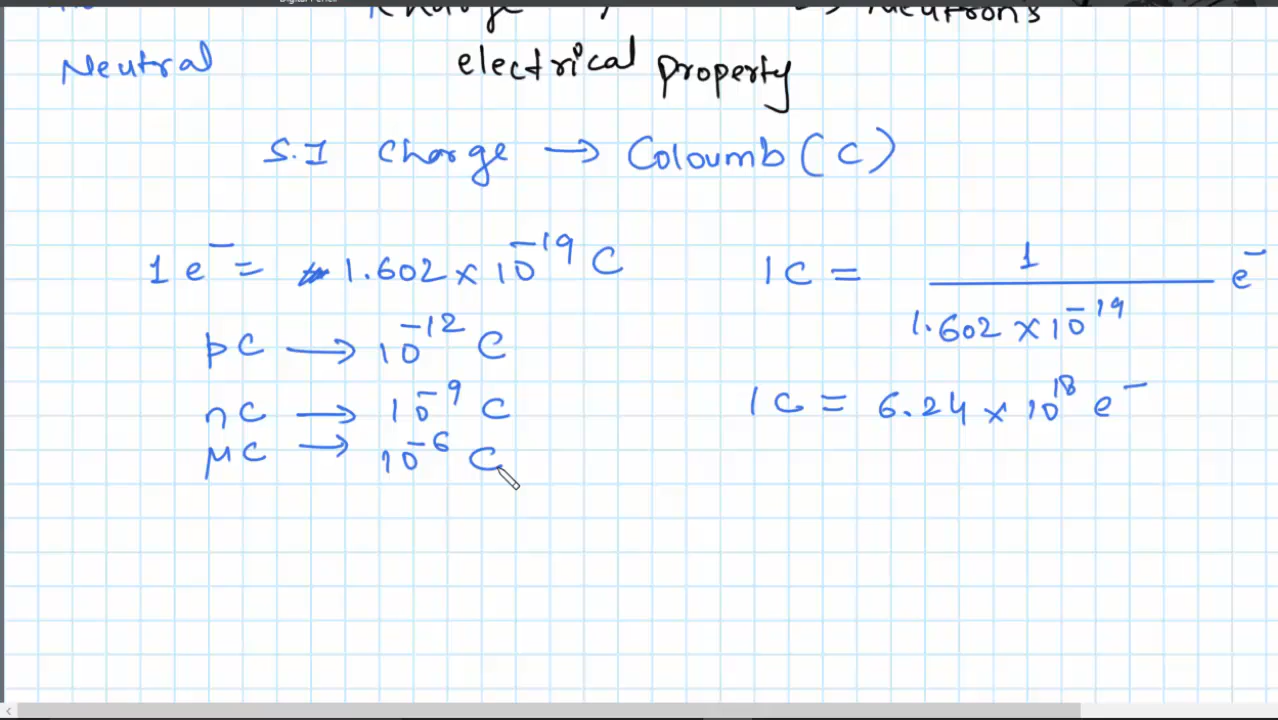 Neutrons
Neutral electrical property
S.I Charge → Coloumb (C)
1 e⁻ = 1.602 × 10⁻¹⁹ C
1C = 1 / 1.602 × 10⁻¹⁹ e⁻
pC → 10⁻¹² C
nC → 10⁻⁹ C
μC → 10⁻⁶ C
1C = 6.24 × 10¹⁸ e⁻